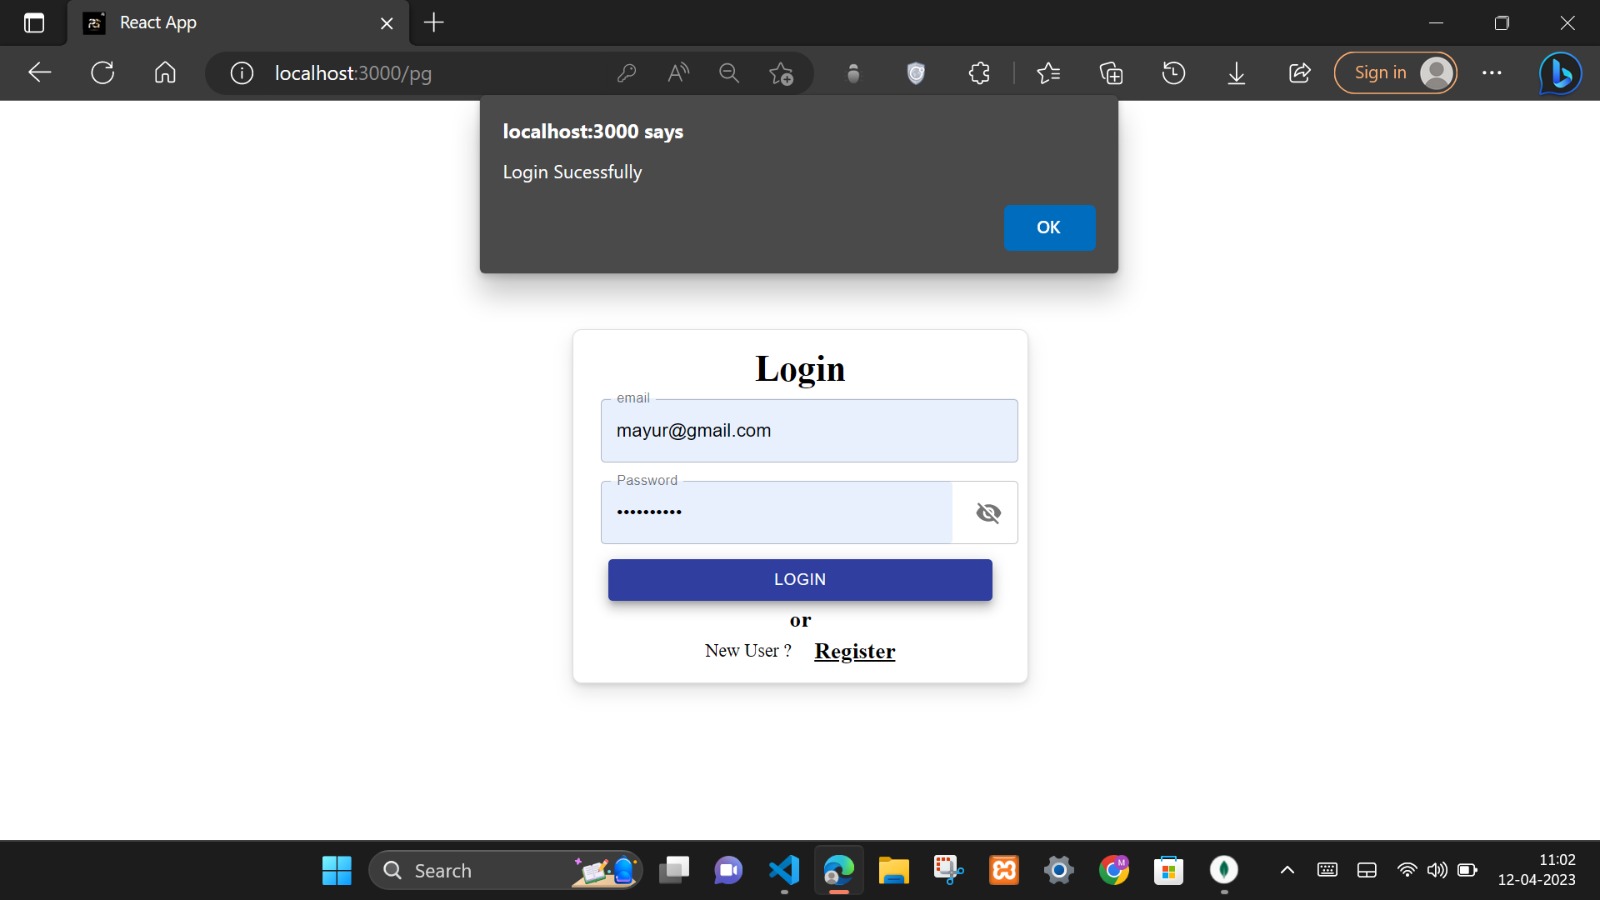 React App
localhost:3000/pg
Sign in
localhost:3000 says
Login Sucessfully
OK
Login
email
mayur@gmail.com
Password
LOGIN
or
New User ? Register
Search
M
11:02
12-04-2023